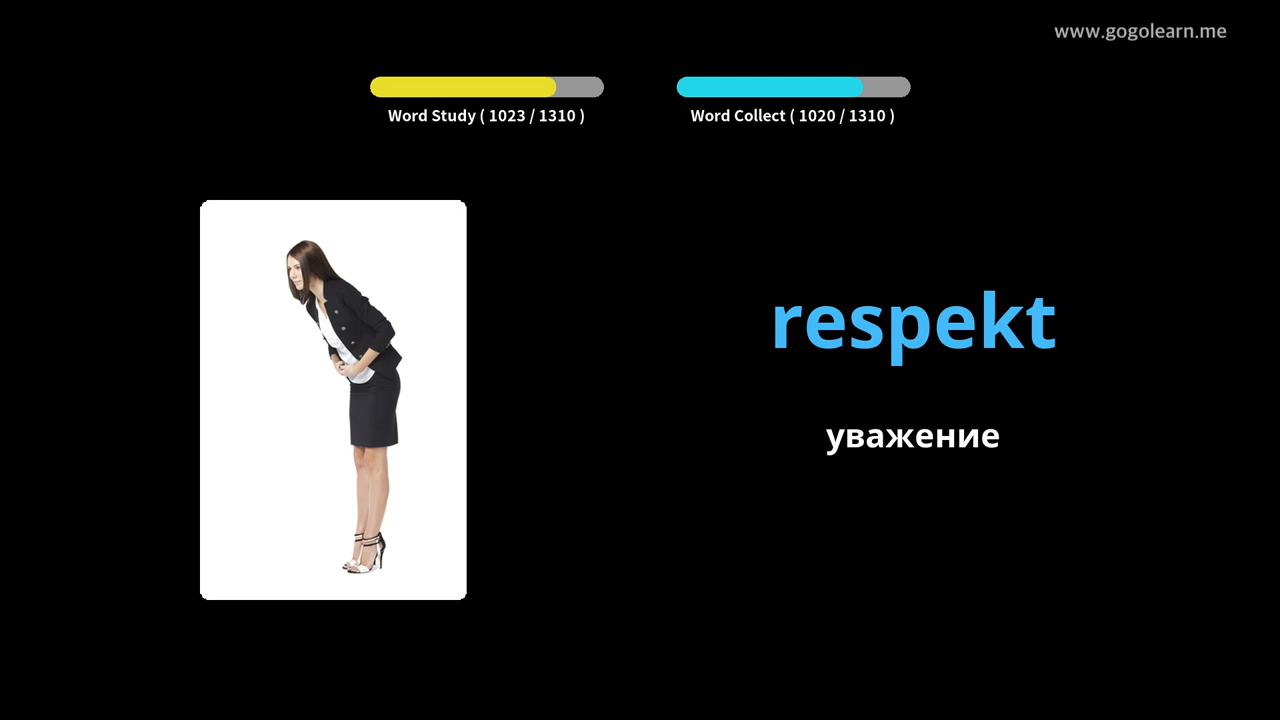 www.gogolearn.me
Word Study ( 1023 / 1310 )
Word Collect ( 1020 / 1310 )
respekt
уважение